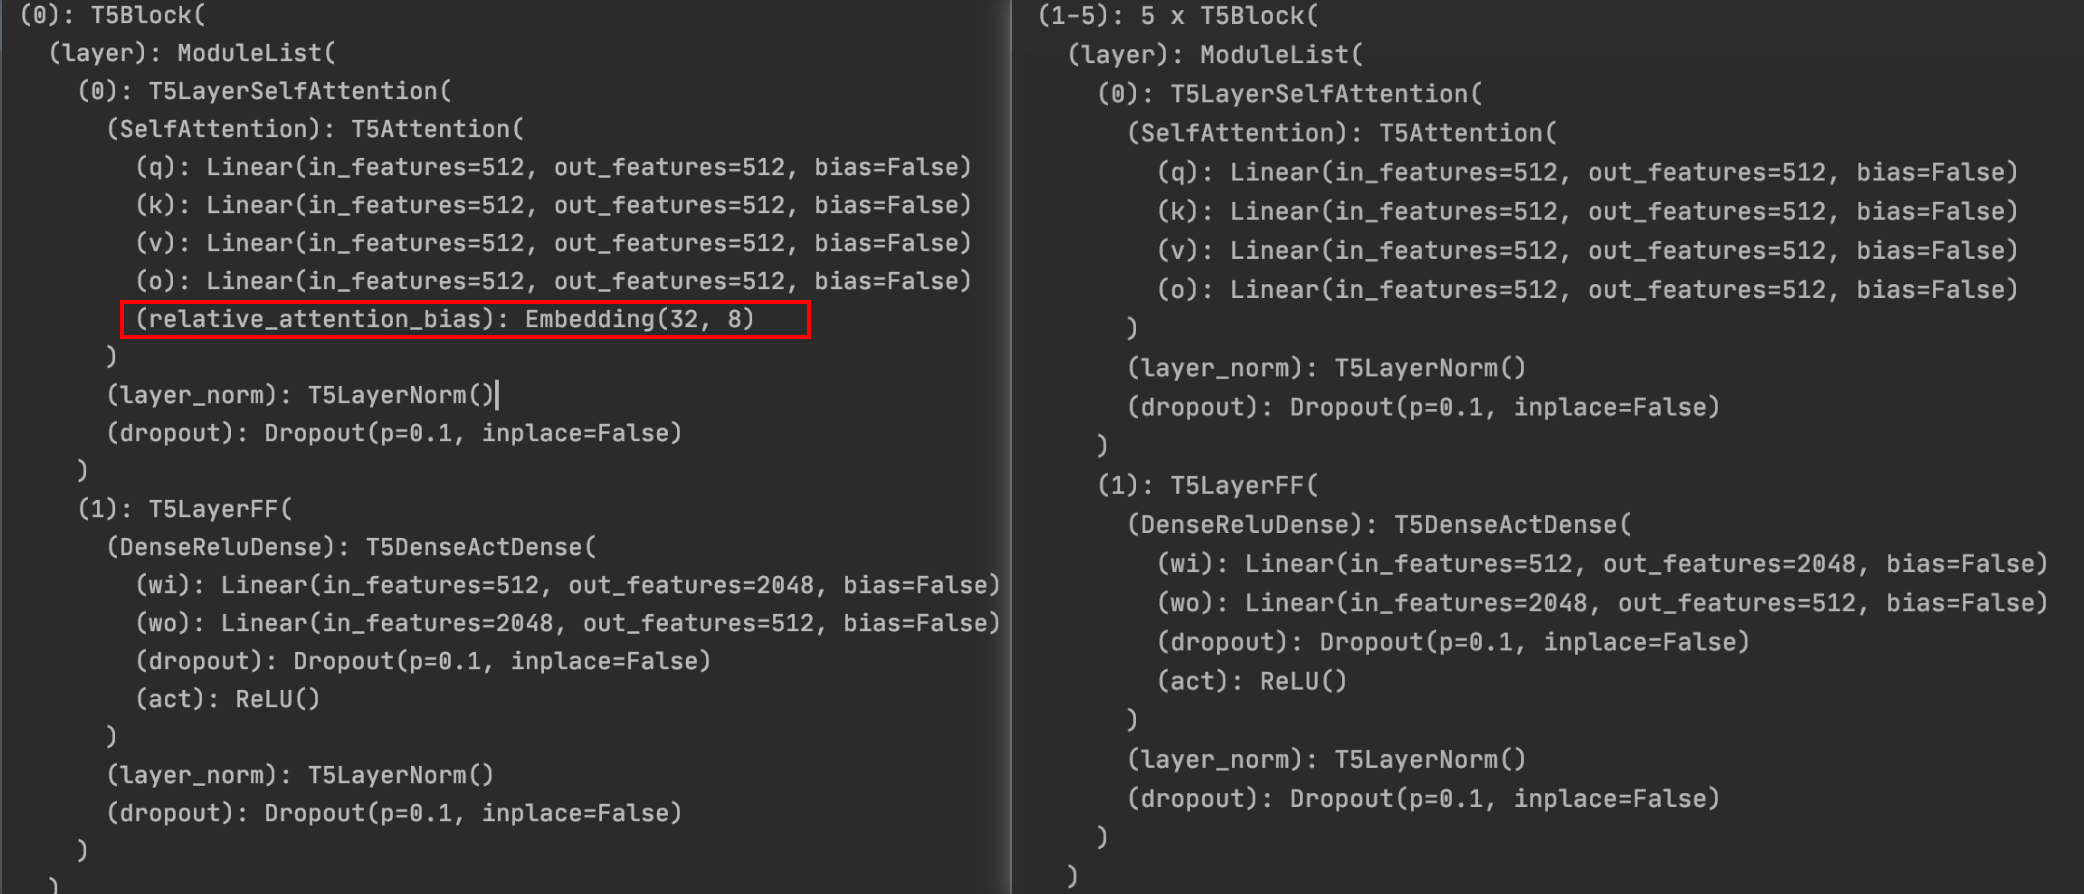 (0): T5Block(
(layer): ModuleList(
(0): T5LayerSelfAttention(
(SelfAttention): T5Attention(
(q): Linear(in_features=512, out_features=512, bias=False)
(k): Linear(in_features=512, out_features=512, bias=False)
(v): Linear(in_features=512, out_features=512, bias=False)
(o): Linear(in_features=512, out_features=512, bias=False)
(relative_attention_bias): Embedding(32, 8)
)
(layer_norm): T5LayerNorm()
(dropout): Dropout(p=0.1, inplace=False)
)
(1): T5LayerFF(
(DenseReluDense): T5DenseActDense(
(wi): Linear(in_features=512, out_features=2048, bias=False)
(wo): Linear(in_features=2048, out_features=512, bias=False)
(dropout): Dropout(p=0.1, inplace=False)
(act): ReLU()
)
(layer_norm): T5LayerNorm()
(dropout): Dropout(p=0.1, inplace=False)
)
)
(1-5): 5 x T5Block(
(layer): ModuleList(
(0): T5LayerSelfAttention(
(SelfAttention): T5Attention(
(q): Linear(in_features=512, out_features=512, bias=False)
(k): Linear(in_features=512, out_features=512, bias=False)
(v): Linear(in_features=512, out_features=512, bias=False)
(o): Linear(in_features=512, out_features=512, bias=False)
)
(layer_norm): T5LayerNorm()
(dropout): Dropout(p=0.1, inplace=False)
)
(1): T5LayerFF(
(DenseReluDense): T5DenseActDense(
(wi): Linear(in_features=512, out_features=2048, bias=False)
(wo): Linear(in_features=2048, out_features=512, bias=False)
(dropout): Dropout(p=0.1, inplace=False)
(act): ReLU()
)
(layer_norm): T5LayerNorm()
(dropout): Dropout(p=0.1, inplace=False)
)
)